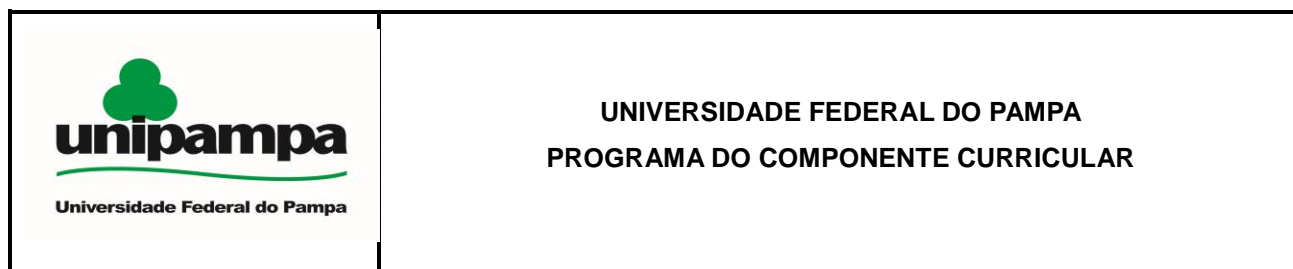 unipampa
Universidade Federal do Pampa
UNIVERSIDADE FEDERAL DO PAMPA
PROGRAMA DO COMPONENTE CURRICULAR